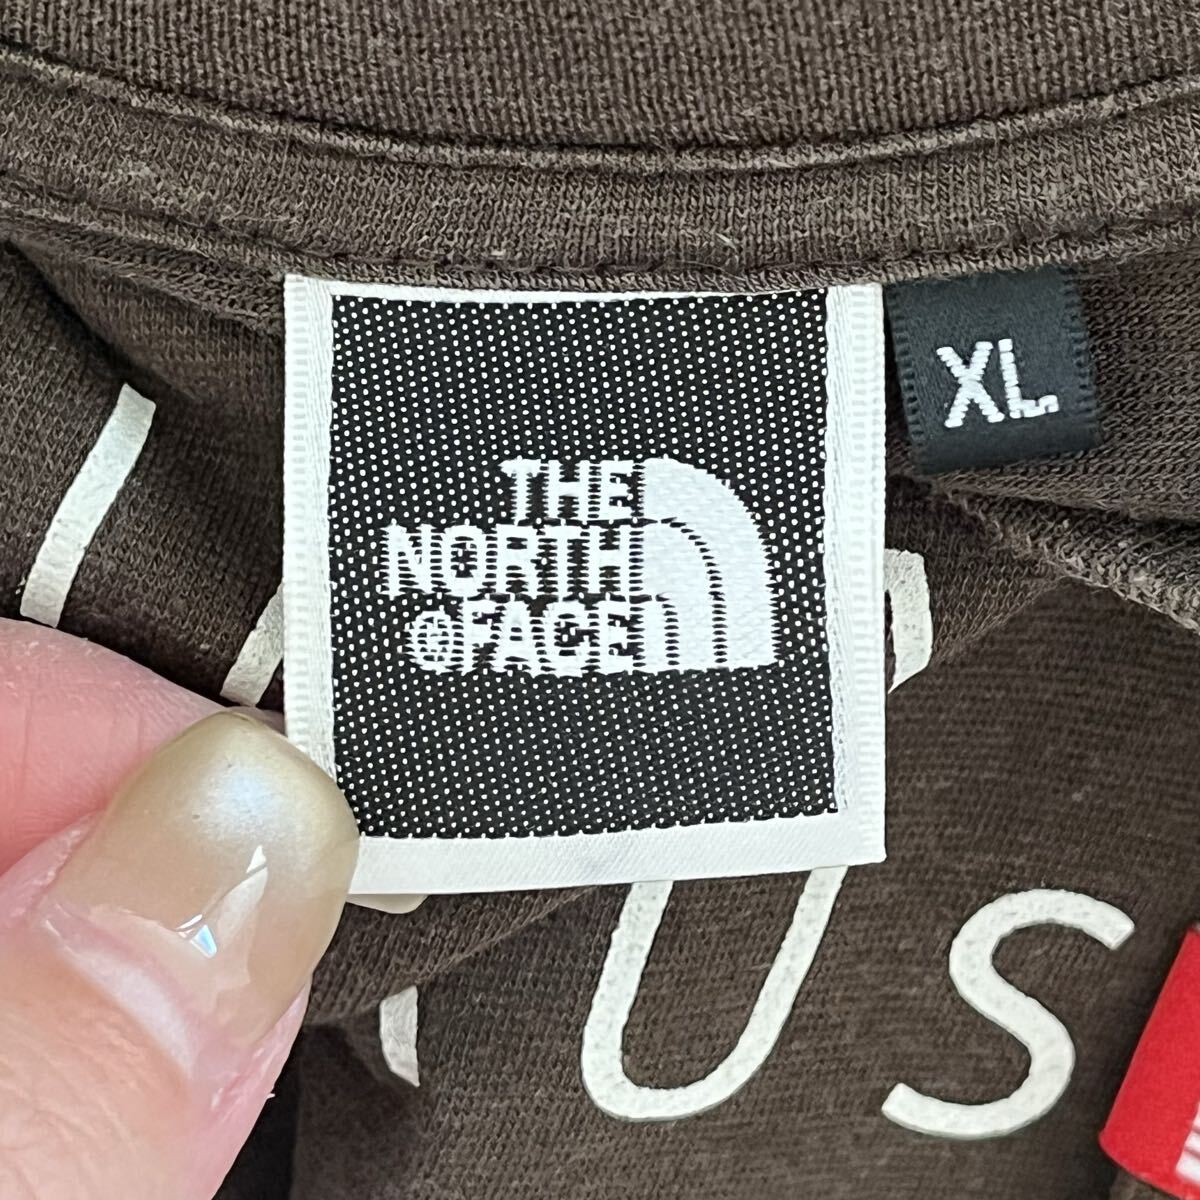 THE
NORTH
FACE
XL
US